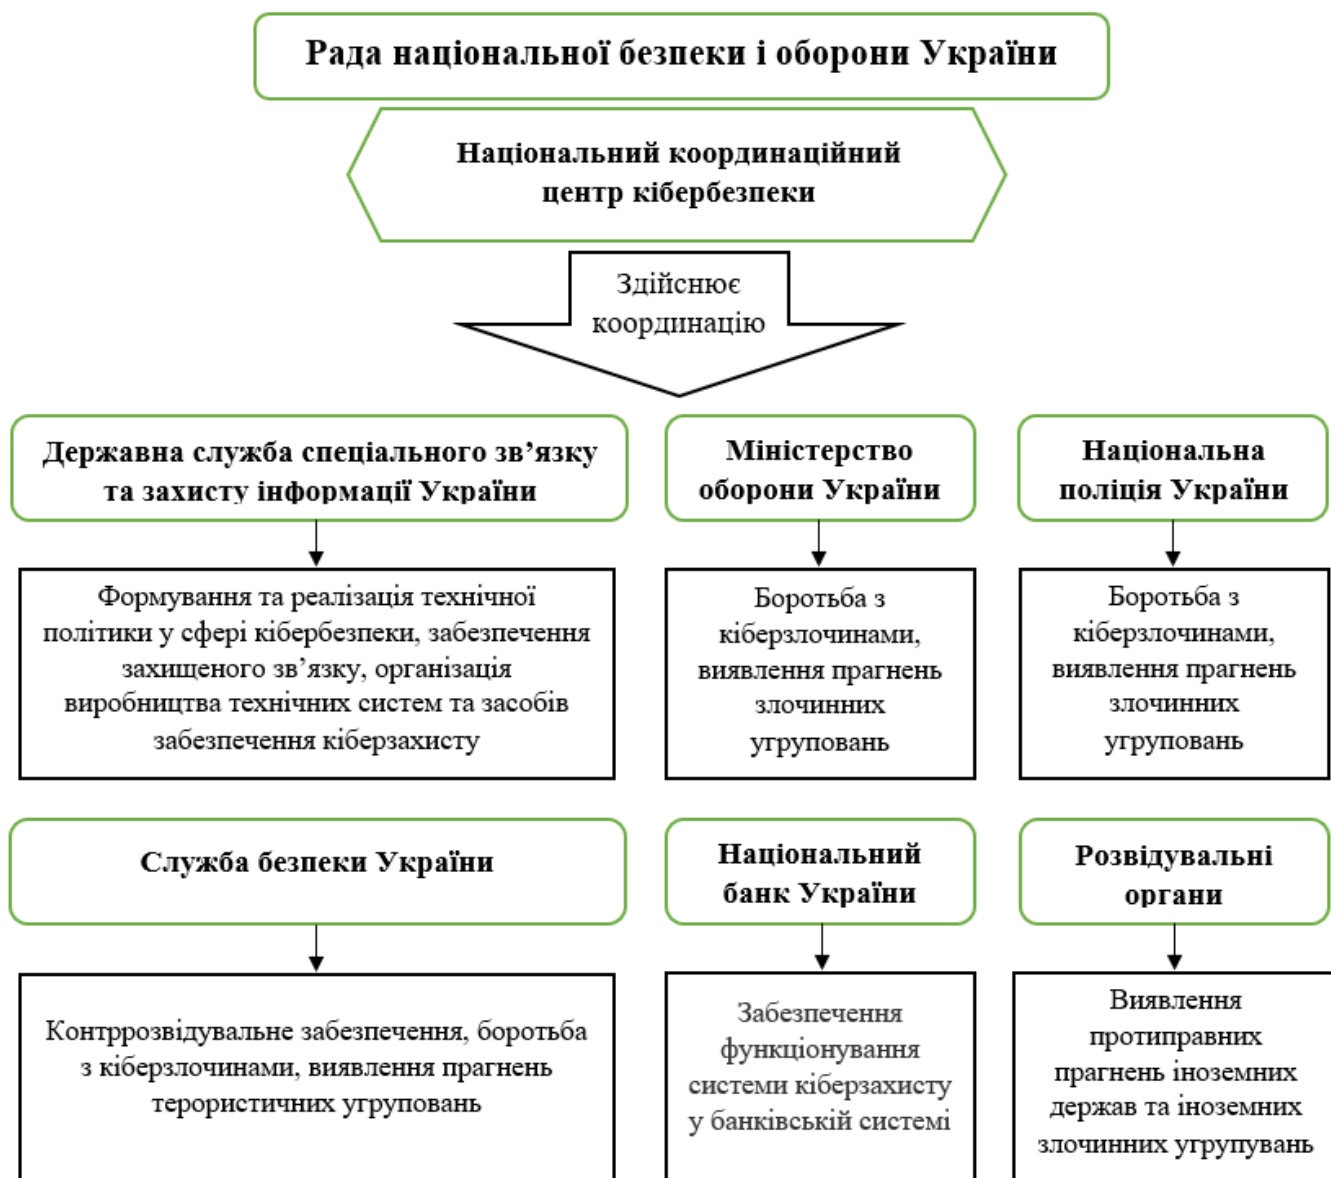 Рада національної безпеки і оборони України
Національний координаційний
центр кібербезпеки
Здійснює
координацію
Державна служба спеціального зв’язку
та захисту інформації України
Міністерство
оборони України
Національна
поліція України
Формування та реалізація технічної
політики у сфері кібербезпеки, забезпечення
захищеного зв’язку, організація
виробництва технічних систем та засобів
забезпечення кіберзахисту
Боротьба з
кіберзлочинами,
виявлення прагнень
злочинних
угруповань
Боротьба з
кіберзлочинами,
виявлення прагнень
злочинних
угруповань
Служба безпеки України
Національний
банк України
Розвідувальні
органи
Контррозвідувальне забезпечення, боротьба
з кіберзлочинами, виявлення прагнень
терористичних угруповань
Забезпечення
функціонування
системи кіберзахисту
у банківській системі
Виявлення
протиправних
прагнень іноземних
держав та іноземних
злочинних угрупувань